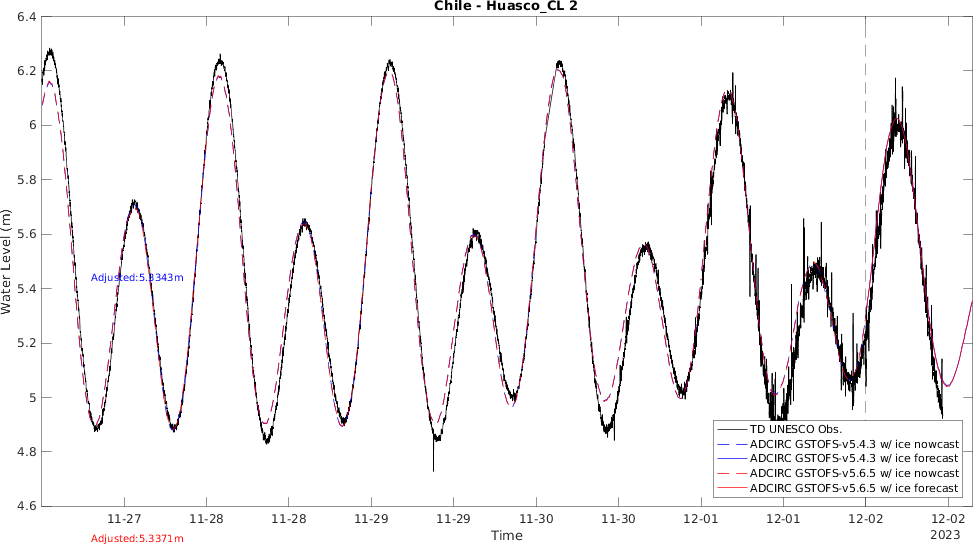 Chile - Huasco_CL 2
6.4
6.2
6
5.8
5.6
5.4
5.2
5
4.8
4.6
Water Level (m)
Adjusted:5.3343m
TD UNESCO Obs.
ADCIRC GSTOFS-v5.4.3 w/ ice nowcast
ADCIRC GSTOFS-v5.4.3 w/ ice forecast
ADCIRC GSTOFS-v5.6.5 w/ ice nowcast
ADCIRC GSTOFS-v5.6.5 w/ ice forecast
11-27 11-28 11-28 11-29 11-29 11-30 11-30 12-01 12-01 12-02 12-02
2023
Time
Adjusted:5.3371m